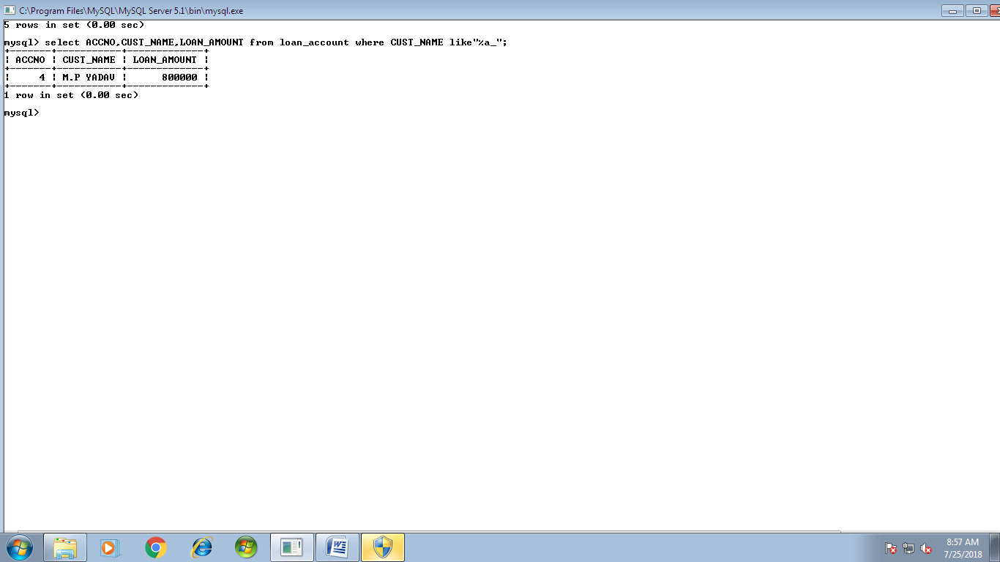 C:\Program Files\MySQL\MySQL Server 5.1\bin\mysql.exe
5 rows in set (0.00 sec)
mysql> select ACCNO,CUST_NAME,LOAN_AMOUNT from loan_account where CUST_NAME like"%a_";
+-------+-----------+-------------+
| ACCNO | CUST_NAME | LOAN_AMOUNT |
+-------+-----------+-------------+
|     4 | M.P YADAV |      800000 |
+-------+-----------+-------------+
1 row in set (0.00 sec)
mysql>
8:57 AM
7/25/2018